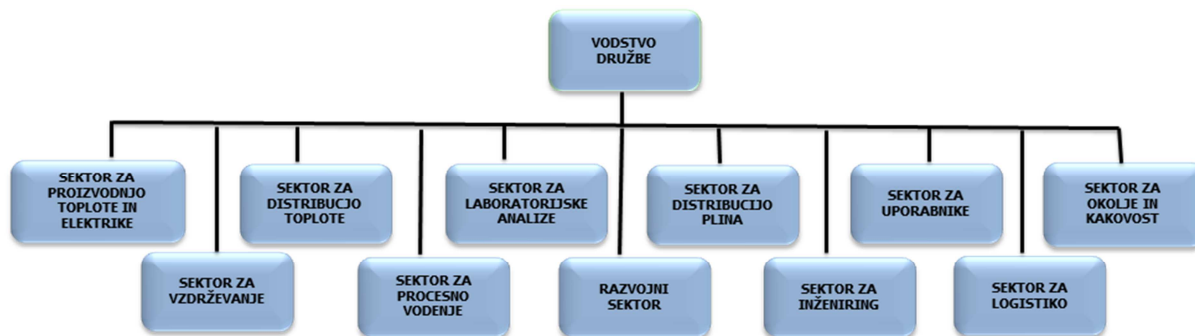 VODSTVO
DRUŽBE
SEKTOR ZA
PROIZVODNJO
TOPLOTE IN
ELEKTRIKE
SEKTOR ZA
DISTRIBUCJO
TOPLOTE
SEKTOR ZA
LABORATORIJSKE
ANALIZE
SEKTOR ZA
DISTRIBUCIJO
PLINA
SEKTOR ZA
UPORABNIKE
SEKTOR ZA
OKOLJE IN
KAKOVOST
SEKTOR ZA
VZDRŽEVANJE
SEKTOR ZA
PROCESNO
VODENJE
RAZVOJNI
SEKTOR
SEKTOR ZA
INŽENIRING
SEKTOR ZA
LOGISTIKO